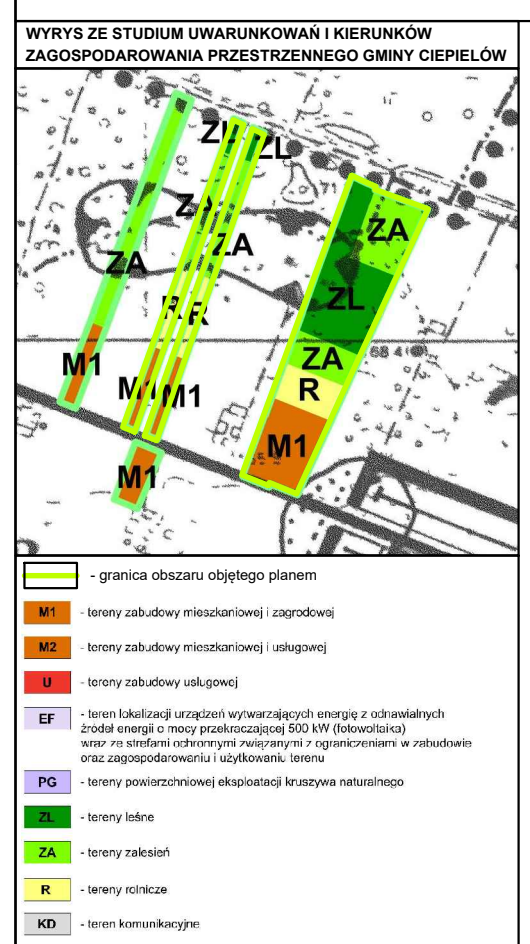 WYRYS ZE STUDIUM UWARUNKOWAŃ I KIERUNKÓW
ZAGOSPODAROWANIA PRZESTRZENNEGO GMINY CIEPIELÓW
ZL
ZL
71
ZA
ZA
ZA
ZA
ZL
R
R
ZA
68 4
M1
R
M1
M1
M1
M1
- granica obszaru objętego planem
M1 - tereny zabudowy mieszkaniowej i zagrodowej
M2 - tereny zabudowy mieszkaniowej i usługowej
U - tereny zabudowy usługowej
EF - teren lokalizacji urządzeń wytwarzających energię z odnawialnych
źródeł energii o mocy przekraczającej 500 kW (fotowoltaika)
wraz ze strefami ochronnymi związanymi z ograniczeniami w zabudowie
oraz zagospodarowaniu i użytkowaniu terenu
PG - tereny powierzchniowej eksploatacji kruszywa naturalnego
ZL - tereny leśne
ZA - tereny zalesień
R - tereny rolnicze
KD - teren komunikacyjne